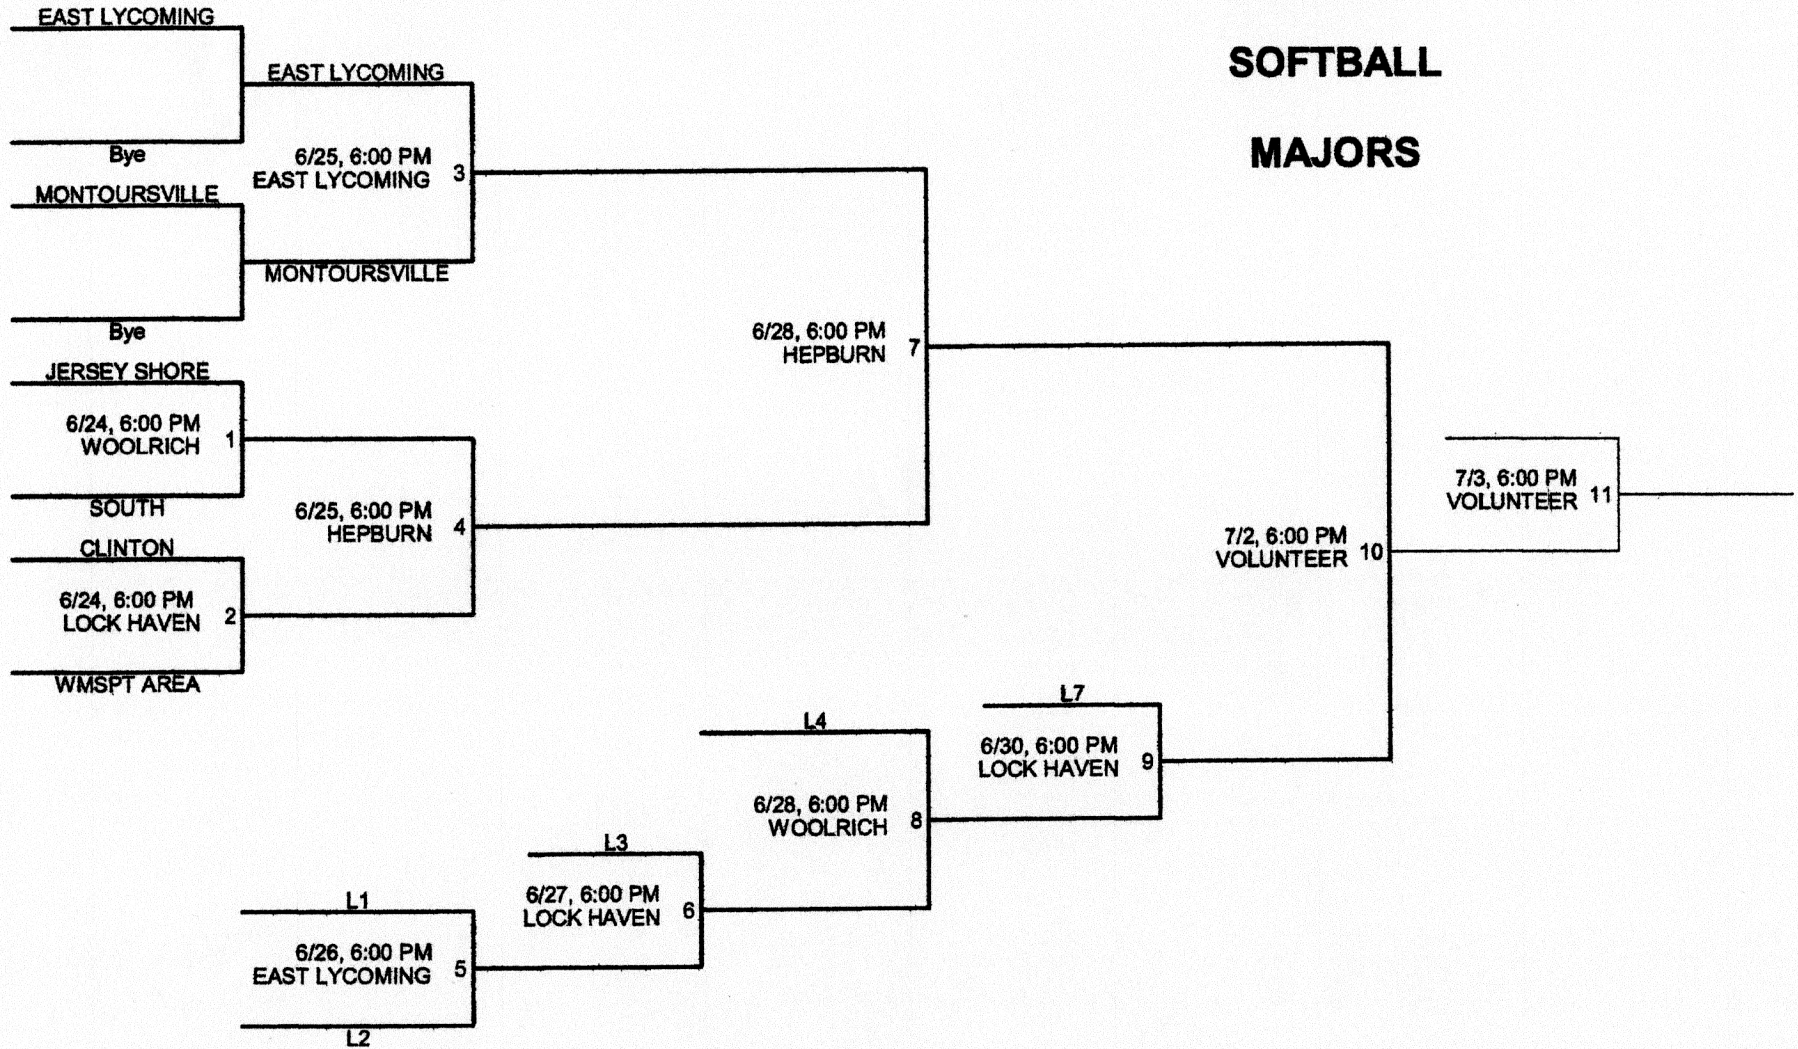 EAST LYCOMING
SOFTBALL
MAJORS
EAST LYCOMING
Bye
6/25, 6:00 PM
EAST LYCOMING 3
MONTOURSVILLE
MONTOURSVILLE
Bye
6/28, 6:00 PM
HEPBURN 7
JERSEY SHORE
6/24, 6:00 PM
WOOLRICH 1
SOUTH
6/25, 6:00 PM
HEPBURN 4
7/3, 6:00 PM
VOLUNTEER 11
7/2, 6:00 PM
VOLUNTEER 10
CLINTON
6/24, 6:00 PM
LOCK HAVEN 2
WMSPT AREA
L7
6/30, 6:00 PM
LOCK HAVEN 9
L4
6/28, 6:00 PM
WOOLRICH 8
L3
6/27, 6:00 PM
LOCK HAVEN 6
L1
6/26, 6:00 PM
EAST LYCOMING 5
L2